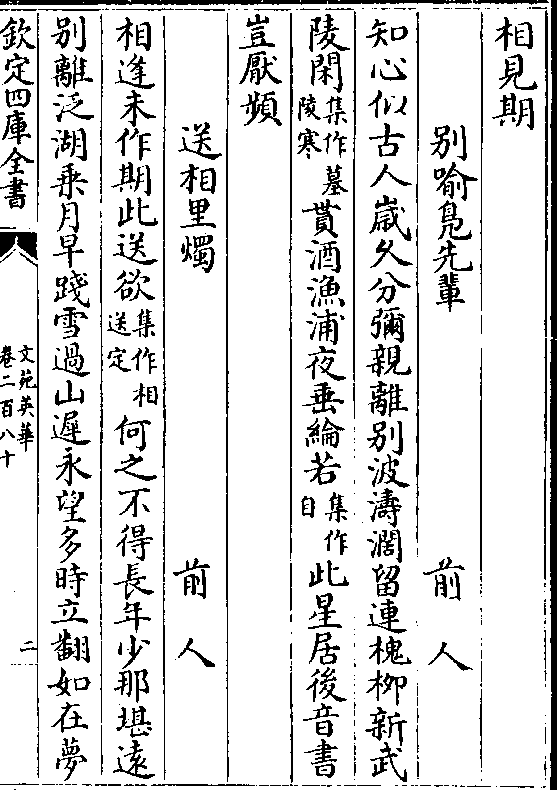 相見期
別喻鳬先輩　前人
知心似古人嵗久分彌親離別波濤濶留連槐柳新武
陵閑集作陵寒墓貰酒漁浦夜垂綸若集作自此星居後音書
豈厭頻
送相里燭　前人
相逢未作期此送欲集作相送定何之不得長年少那堪逺
別離泛湖乗月早踐雪過山遲永望多時立翻如在夢
欽定四庫全書
文苑英華
卷二百八十
二